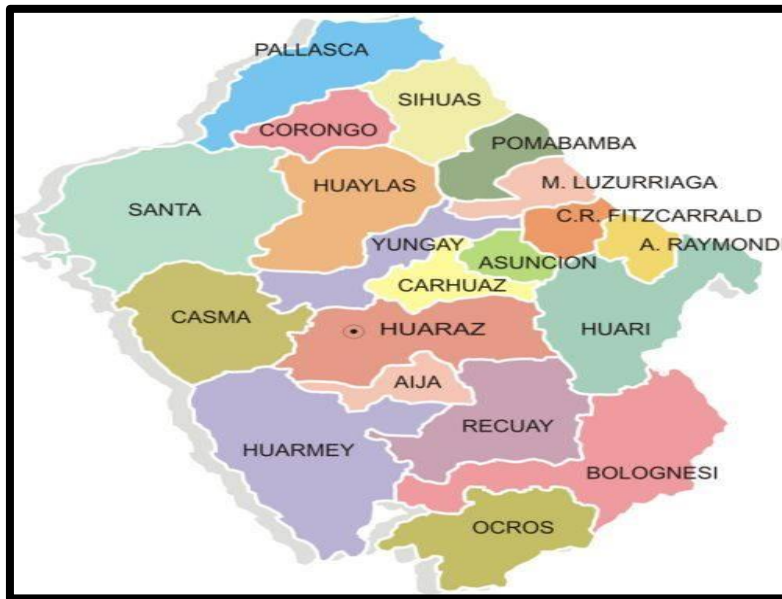 PALLASCA
SIHUAS
CORONGO
POMABAMBA
HUAYLAS
M. LUZURRIAGA
SANTA
C.R. FITZCARRALD
YUNGAY
A. RAYMONDI
ASUNCION
CARHUAZ
CASMA
HUARAZ
HUARI
AIJA
RECUAY
HUARMEY
BOLOGNESI
OCROS